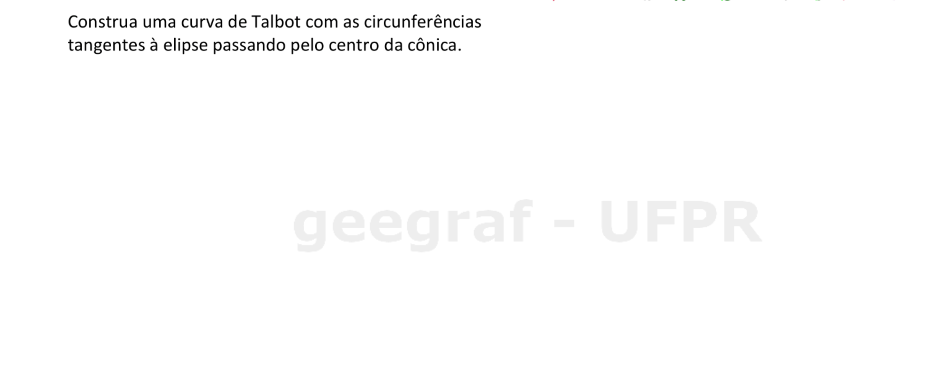 Construa uma curva de Talbot com as circunferências
tangentes à elipse passando pelo centro da cônica.
geegraf - UFPR